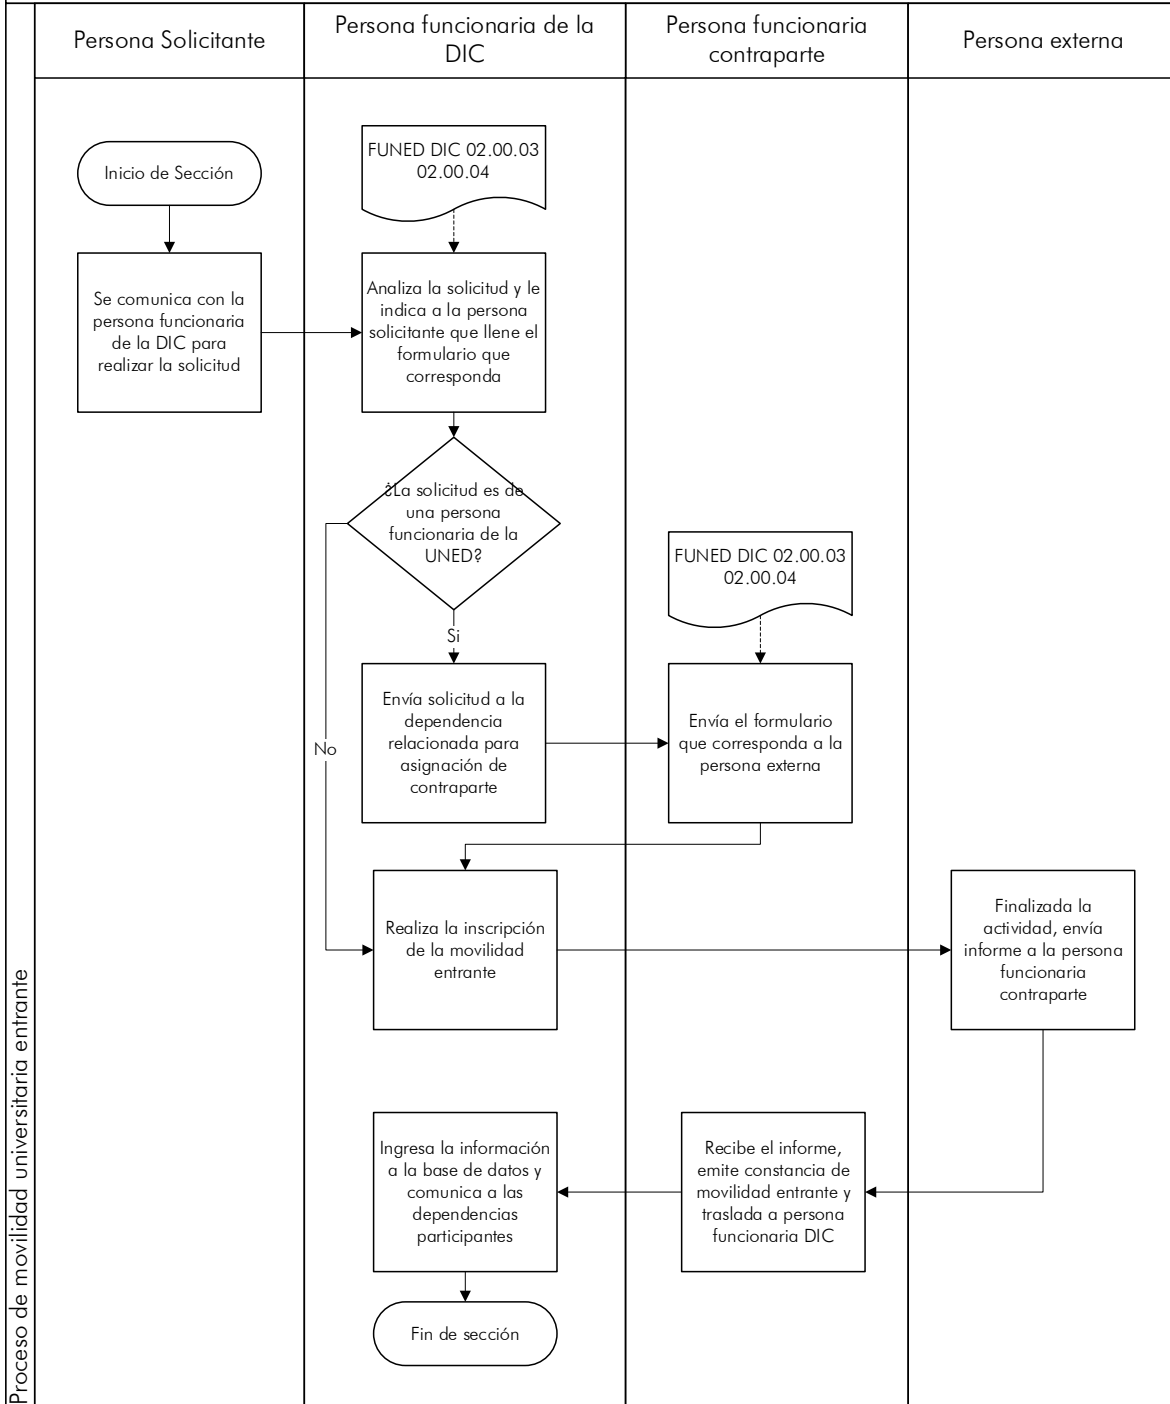 Persona Solicitante
Persona funcionaria de la
DIC
Persona funcionaria
contraparte
Persona externa
Proceso de movilidad universitaria entrante
Inicio de Sección
FUNED DIC 02.00.03
02.00.04
Se comunica con la
persona funcionaria
de la DIC para
realizar la solicitud
Analiza la solicitud y le
indica a la persona
solicitante que llene el
formulario que
corresponda
¿La solicitud es de
una persona
funcionaria de la
UNED?
Si
No
FUNED DIC 02.00.03
02.00.04
Envía solicitud a la
dependencia
relacionada para
asignación de
contraparte
Envía el formulario
que corresponda a la
persona externa
Realiza la inscripción
de la movilidad
entrante
Finalizada la
actividad, envía
informe a la persona
funcionaria
contraparte
Ingresa la información
a la base de datos y
comunica a las
dependencias
participantes
Recibe el informe,
emite constancia de
movilidad entrante y
traslada a persona
funcionaria DIC
Fin de sección